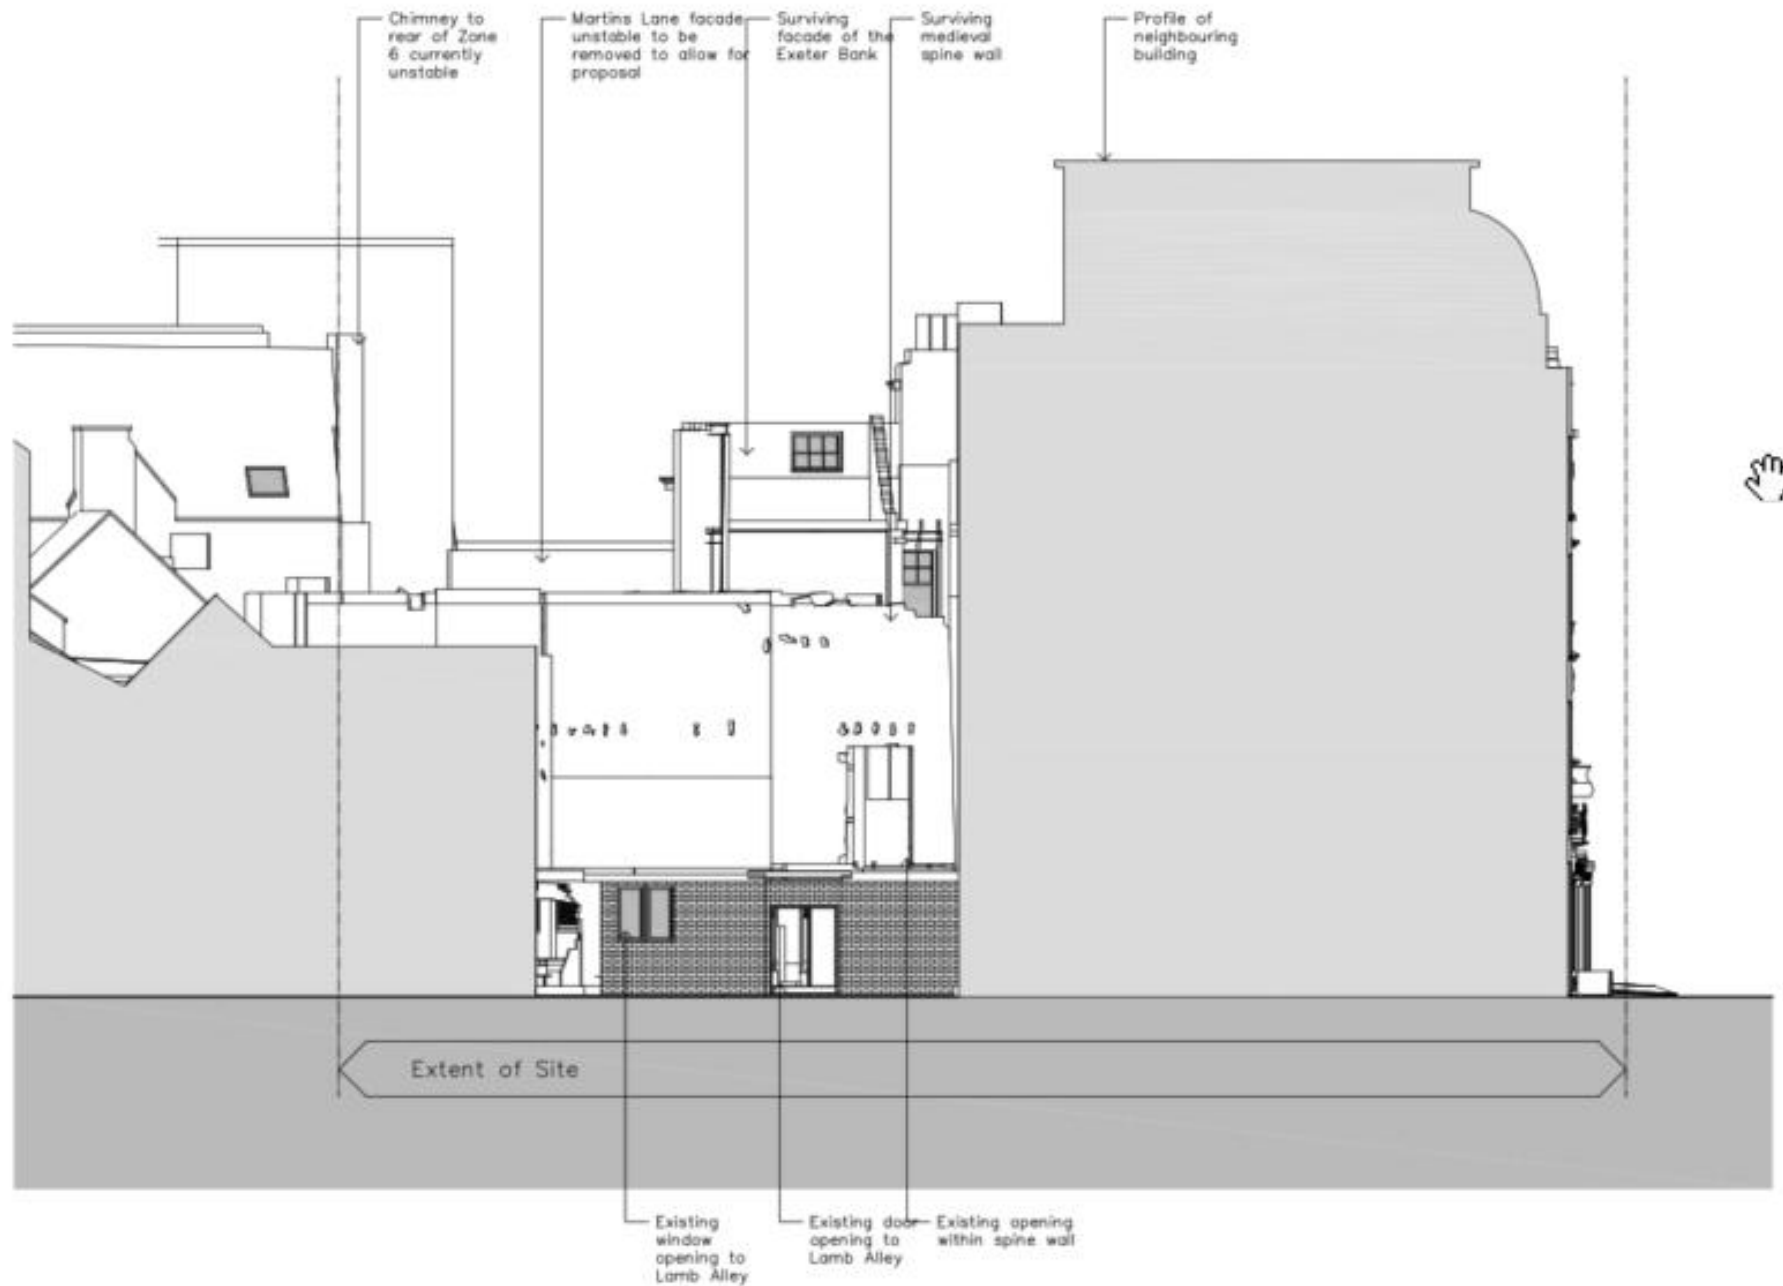 Chimney to
rear of Zone
6 currently
unstable
Martins Lane facade
unstable to be
removed to allow for
proposal
Surviving
facade of the
Exeter Bank
Surviving
medieval
spine wall
Profile of
neighbouring
building
Extent of Site
Existing
window
opening to
Lamb Alley
Existing door
opening to
Lamb Alley
Existing opening
within spine wall